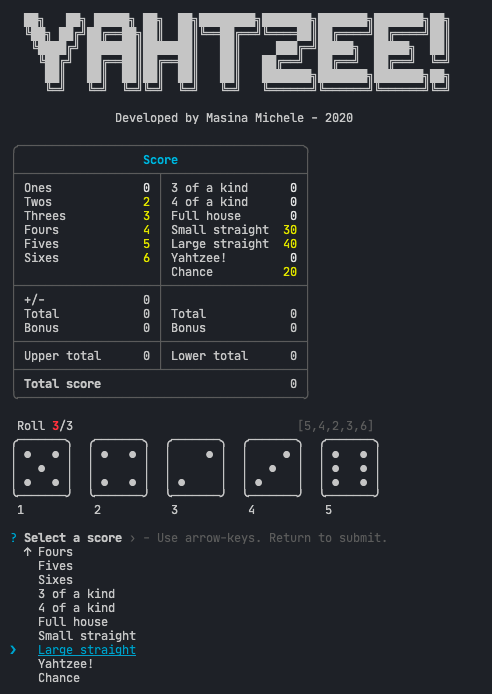 YAHTZEE!
Developed by Masina Michele - 2020
Score
Ones 0 3 of a kind 0
Twos 2 4 of a kind 0
Threes 3 Full house 0
Fours 4 Small straight 30
Fives 5 Large straight 40
Sixes 6 Yahtzee! 0
Chance 20
+/- 0
Total 0 Total 0
Bonus 0 Bonus 0
Upper total 0 Lower total 0
Total score 0
Roll 3/3 [5,4,2,3,6]
1 2 3 4 5
? Select a score › - Use arrow-keys. Return to submit.
↑ Fours
Fives
Sixes
3 of a kind
4 of a kind
Full house
Small straight
❯ Large straight
Yahtzee!
Chance